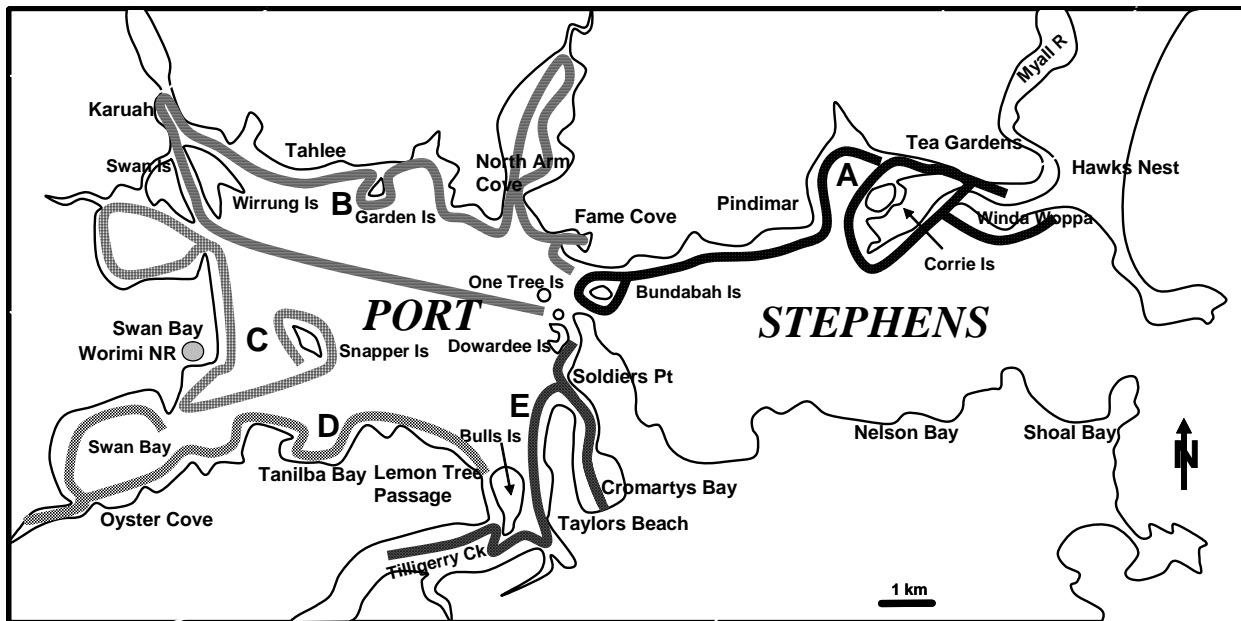 Myall R
Karuah
Tea Gardens
Tahlee
Swan Is
North Arm
Cove
A
Hawks Nest
Wirrung Is
B
Garden Is
Fame Cove
Pindimar
Winda Woppa
Corrie Is
One Tree Is
Bundabah Is
PORT
STEPHENS
Swan Bay
Worimi NR
C
Snapper Is
Dowardee Is
Soldiers Pt
E
D
Bulls Is
Nelson Bay
Shoal Bay
N
Swan Bay
Tanilba Bay
Lemon Tree
Passage
Cromartys Bay
Oyster Cove
Taylors Beach
Tilligerry Ck
1 km